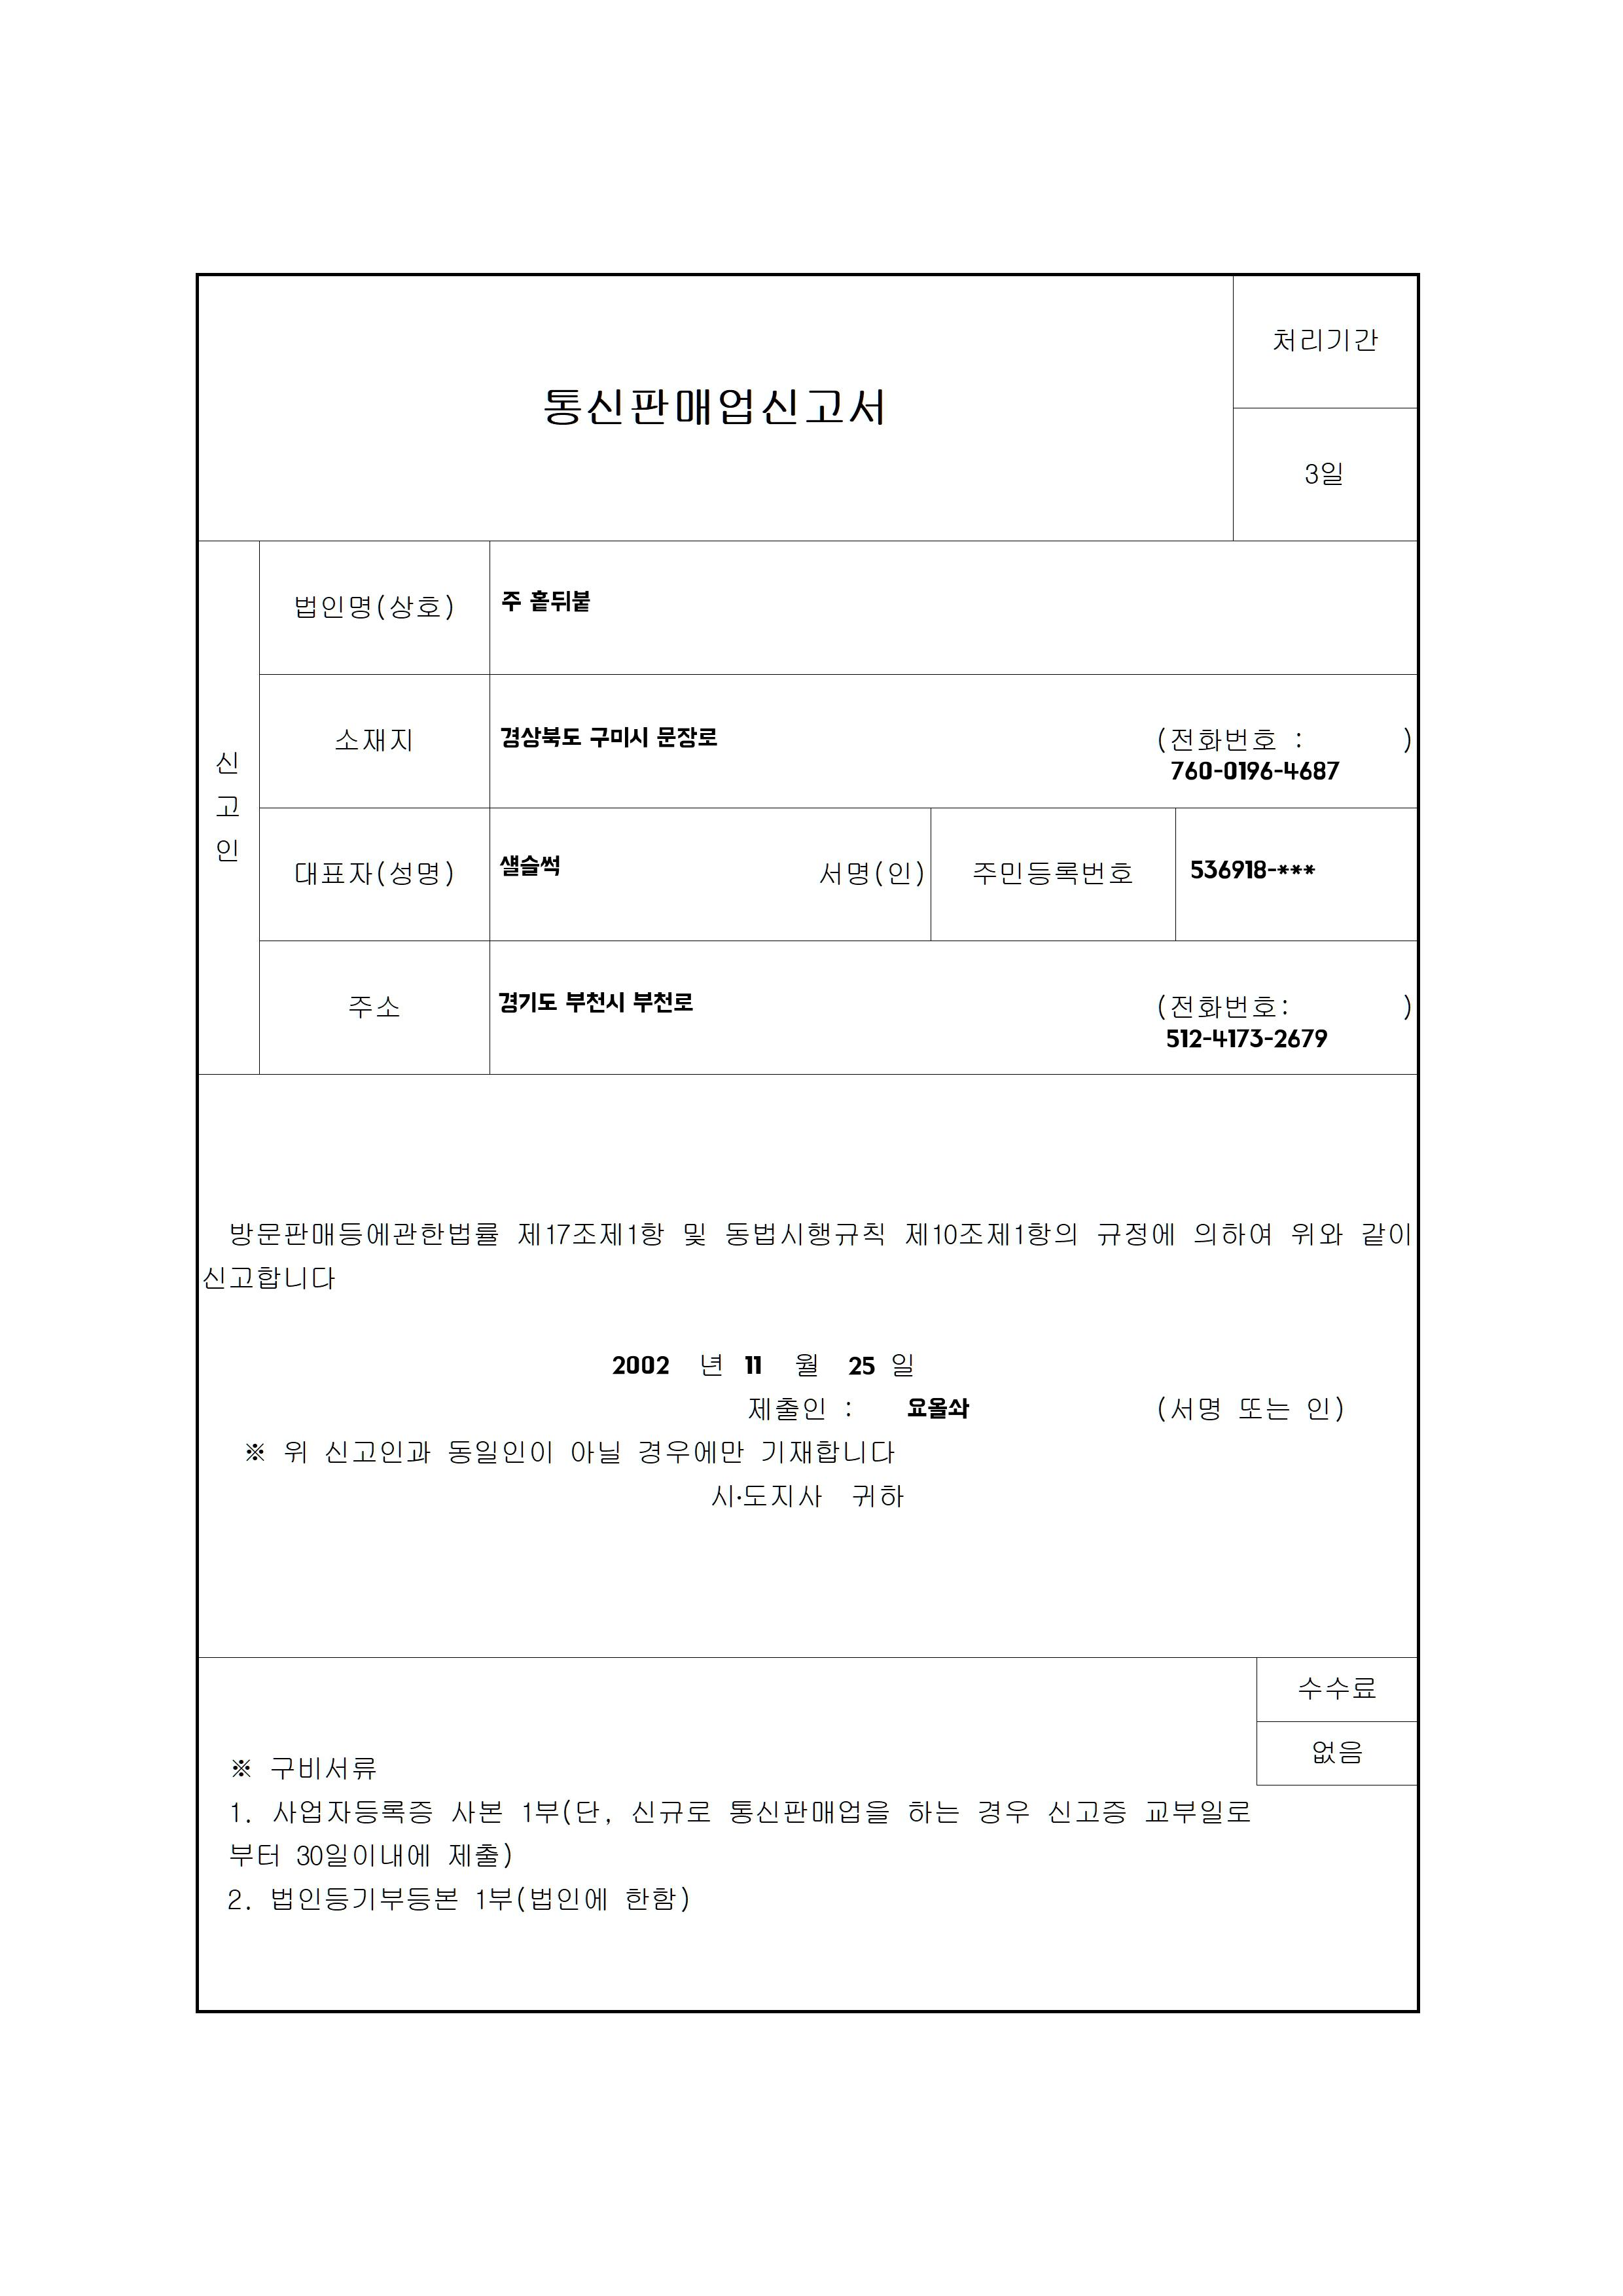 통신판매업신고서
처리기간
3일
신고인
법인명(상호)
주 홑뒤붙
소재지
경상북도 구미시 문장로
(전화번호 : )
760-0196-4687
대표자(성명)
섈슬썩
서명(인)
주민등록번호
536918-***
주소
경기도 부천시 부천로
(전화번호: )
512-4173-2679
방문판매등에관한법률 제17조제1항 및 동법시행규칙 제10조제1항의 규정에 의하여 위와 같이
신고합니다
2002 년 11 월 25 일
제출인 : 요올솨 (서명 또는 인)
※ 위 신고인과 동일인이 아닐 경우에만 기재합니다
시·도지사 귀하
수수료
없음
※ 구비서류
1. 사업자등록증 사본 1부(단, 신규로 통신판매업을 하는 경우 신고증 교부일로
부터 30일이내에 제출)
2. 법인등기부등본 1부(법인에 한함)